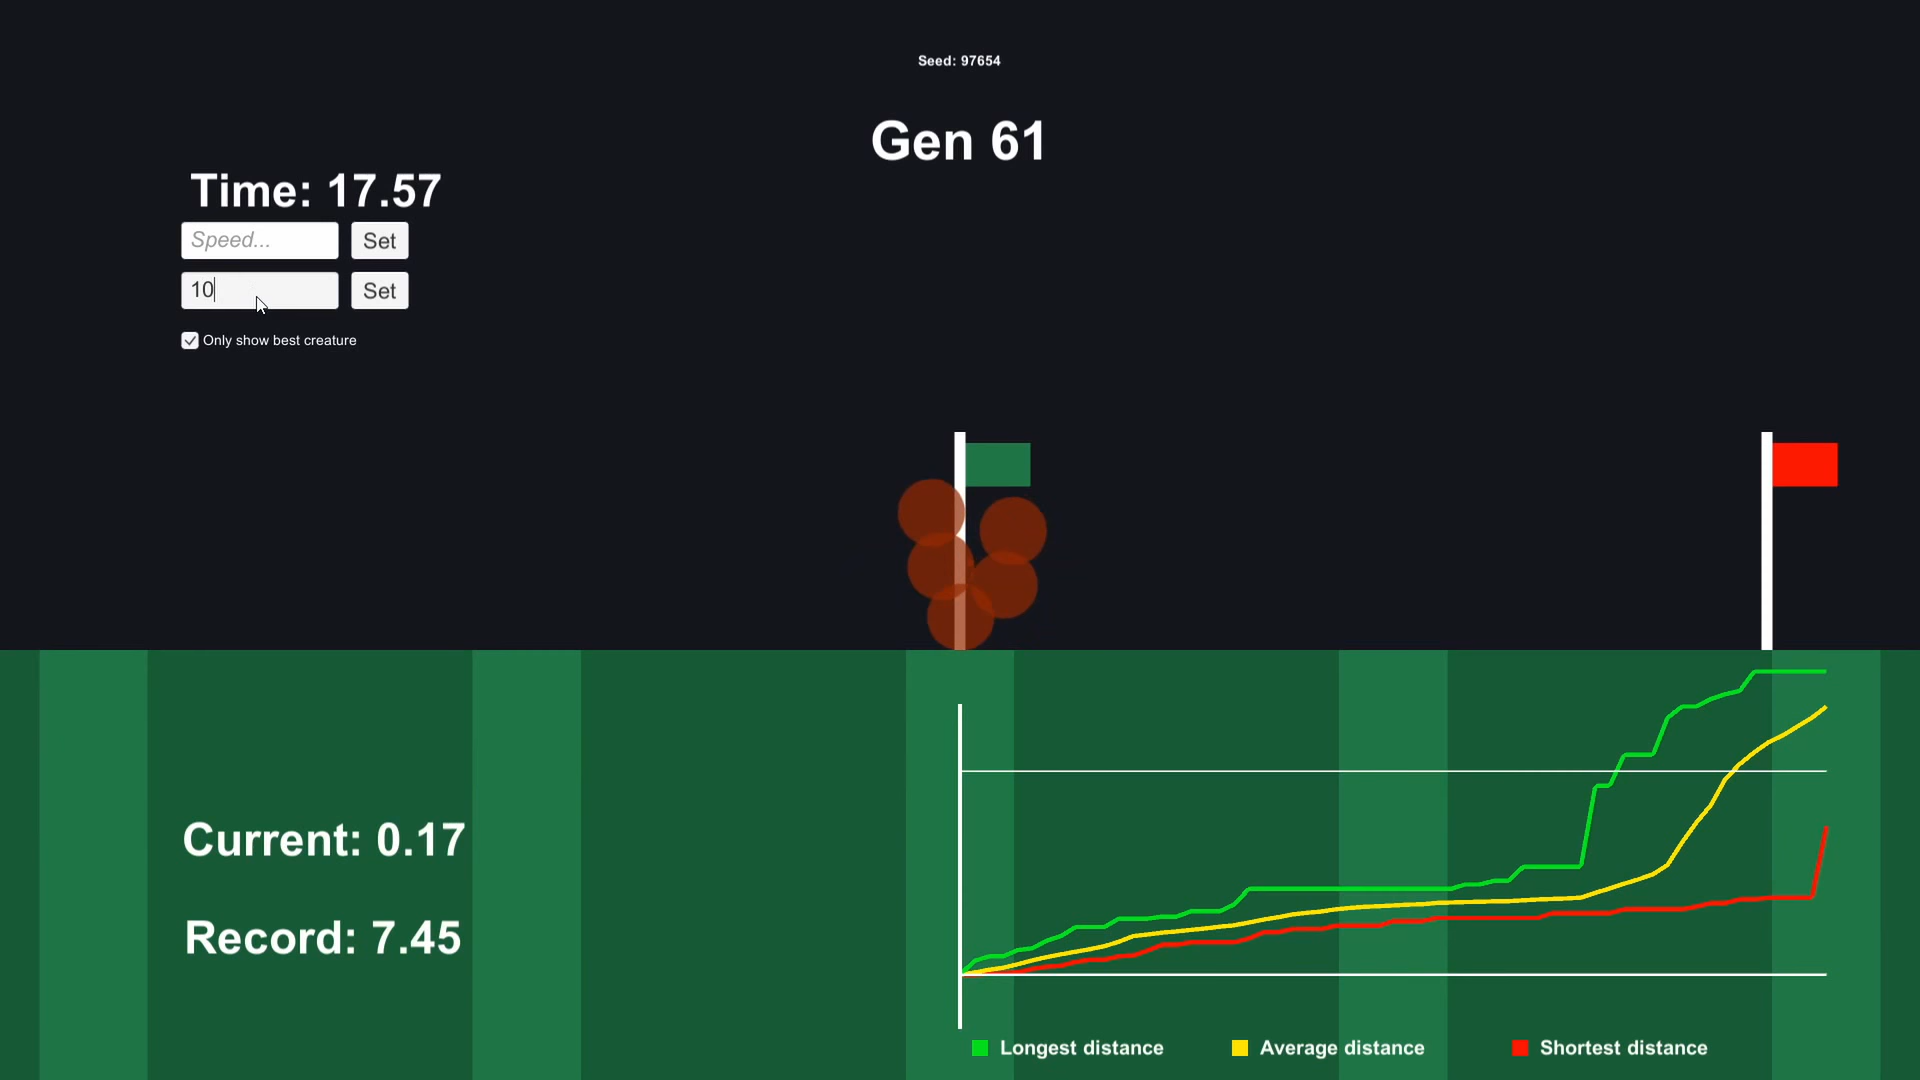 Seed: 97654
Gen 61
Time: 17.57
Speed... Set
10 Set
Only show best creature
Current: 0.17
Record: 7.45
Longest distance Average distance Shortest distance